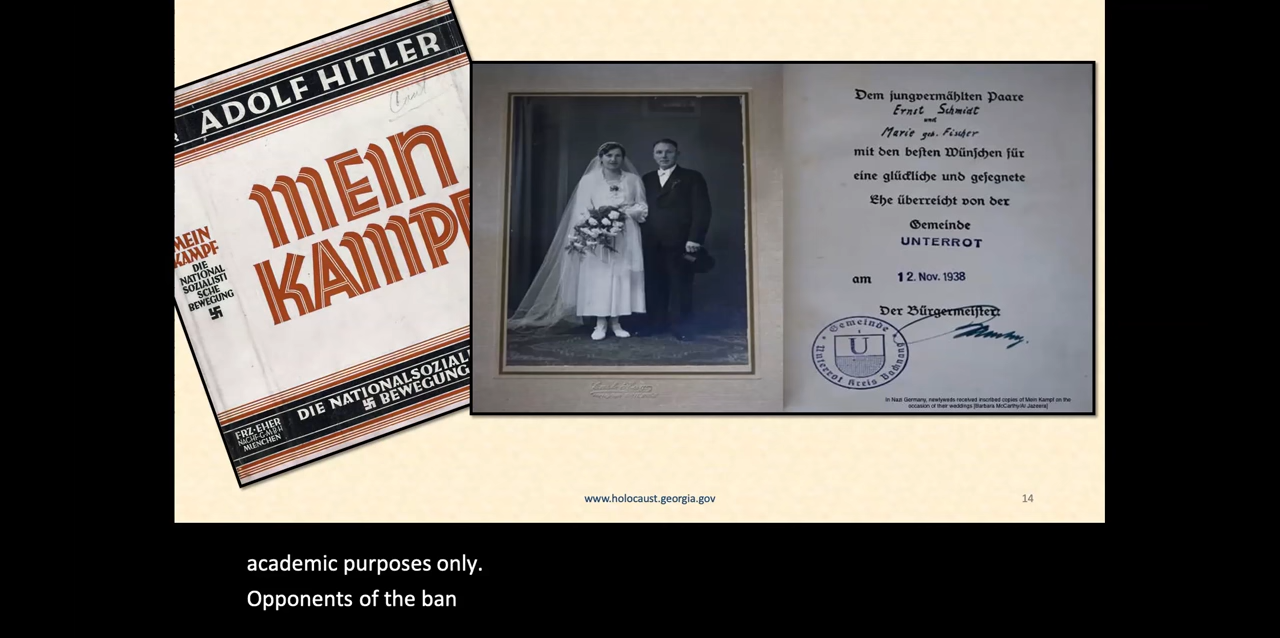 ADOLF HITLER
MEIN
KAMPF
MEIN
KAMPF
DIE
NATIONAL
SOZIALISTI
SCHE
BEWEGUNG
DIE NATIONALSOZIALI
BEWEGUNG
FRZ·EHER
NACHF·G·M·B·H
MUENCHEN
Dem jungvermählten Paare
Ernst Schmidt
und
Marie geb. Fischer
mit den besten Wünschen für
eine glückliche und gesegnete
Ehe überreicht von der
Gemeinde
UNTERROT
am 12. Nov. 1938
Der Bürgermeister:
Gemeinde
U
Unterrot Kreis Backnang
In Nazi Germany, newlyweds received inscribed copies of Mein Kampf on the
occasion of their weddings [Barbara McCarthy/Al Jazeera]
www.holocaust.georgia.gov
14
academic purposes only.
Opponents of the ban